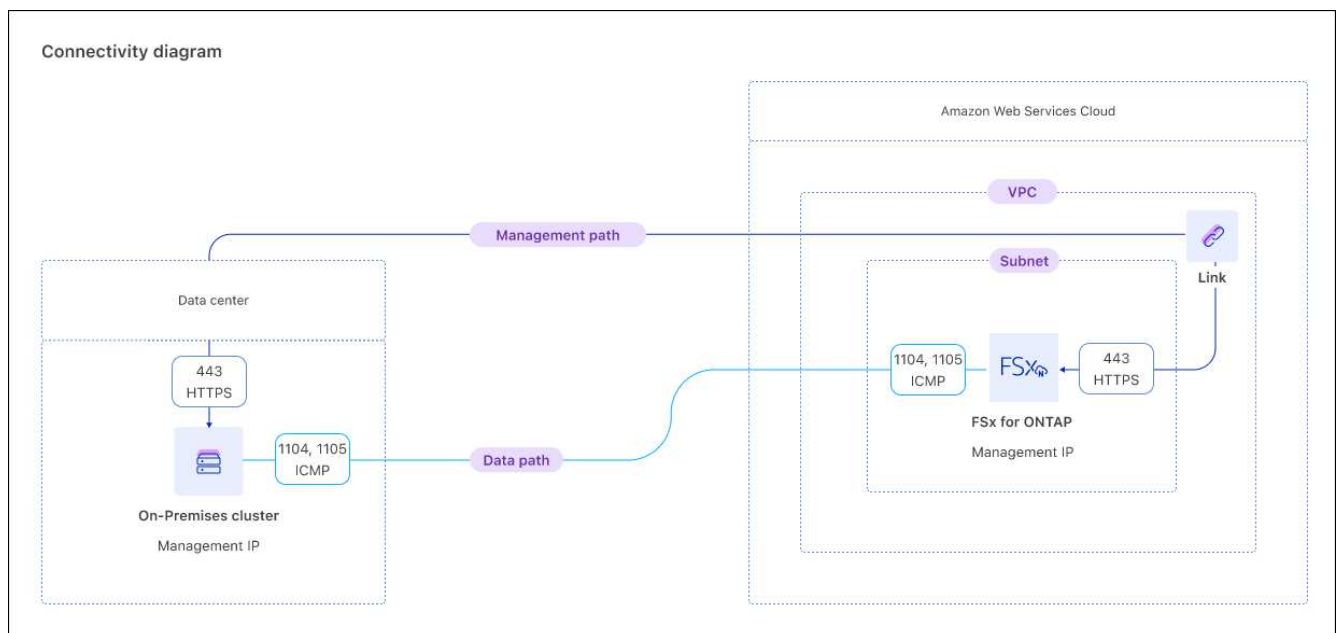 Connectivity diagram
Amazon Web Services Cloud
VPC
Management path
Subnet
Link
Data center
443
HTTPS
1104, 1105
ICMP
FSx
N
443
HTTPS
FSx for ONTAP
Management IP
1104, 1105
ICMP
Data path
On-Premises cluster
Management IP